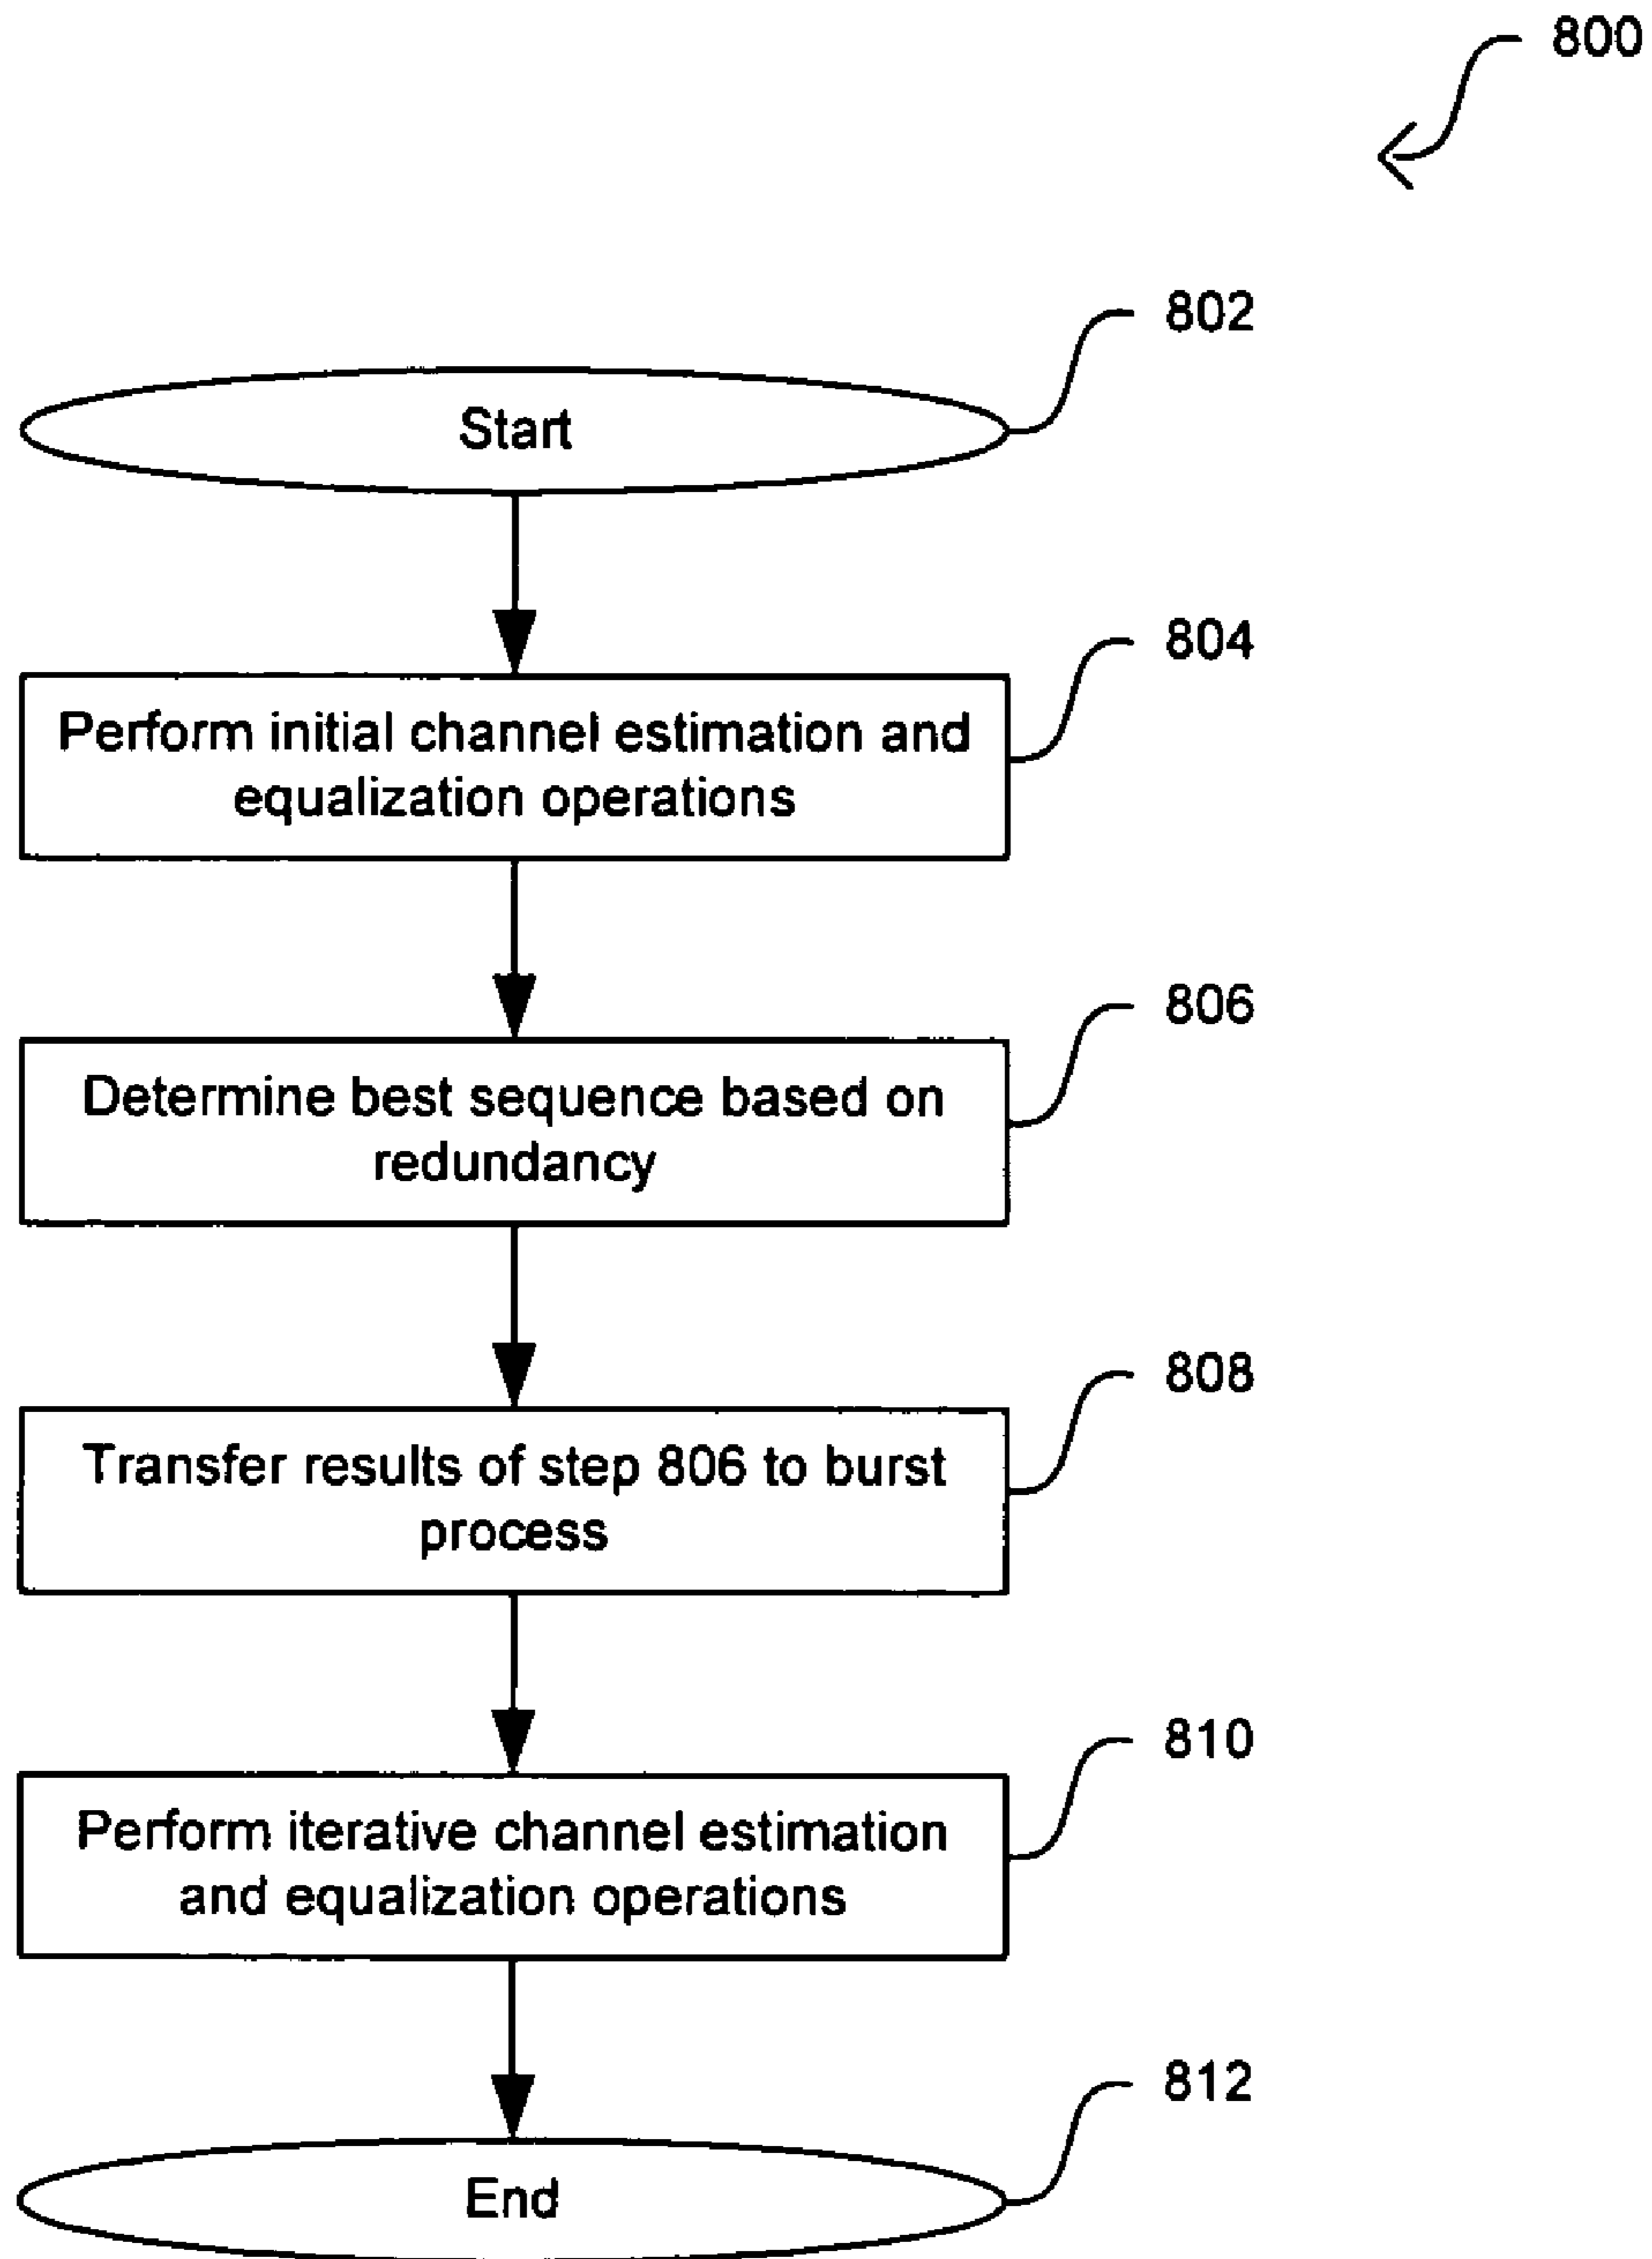 800
802
Start
804
Perform initial channel estimation and
equalization operations
806
Determine best sequence based on
redundancy
808
Transfer results of step 806 to burst
process
810
Perform iterative channel estimation
and equalization operations
812
End